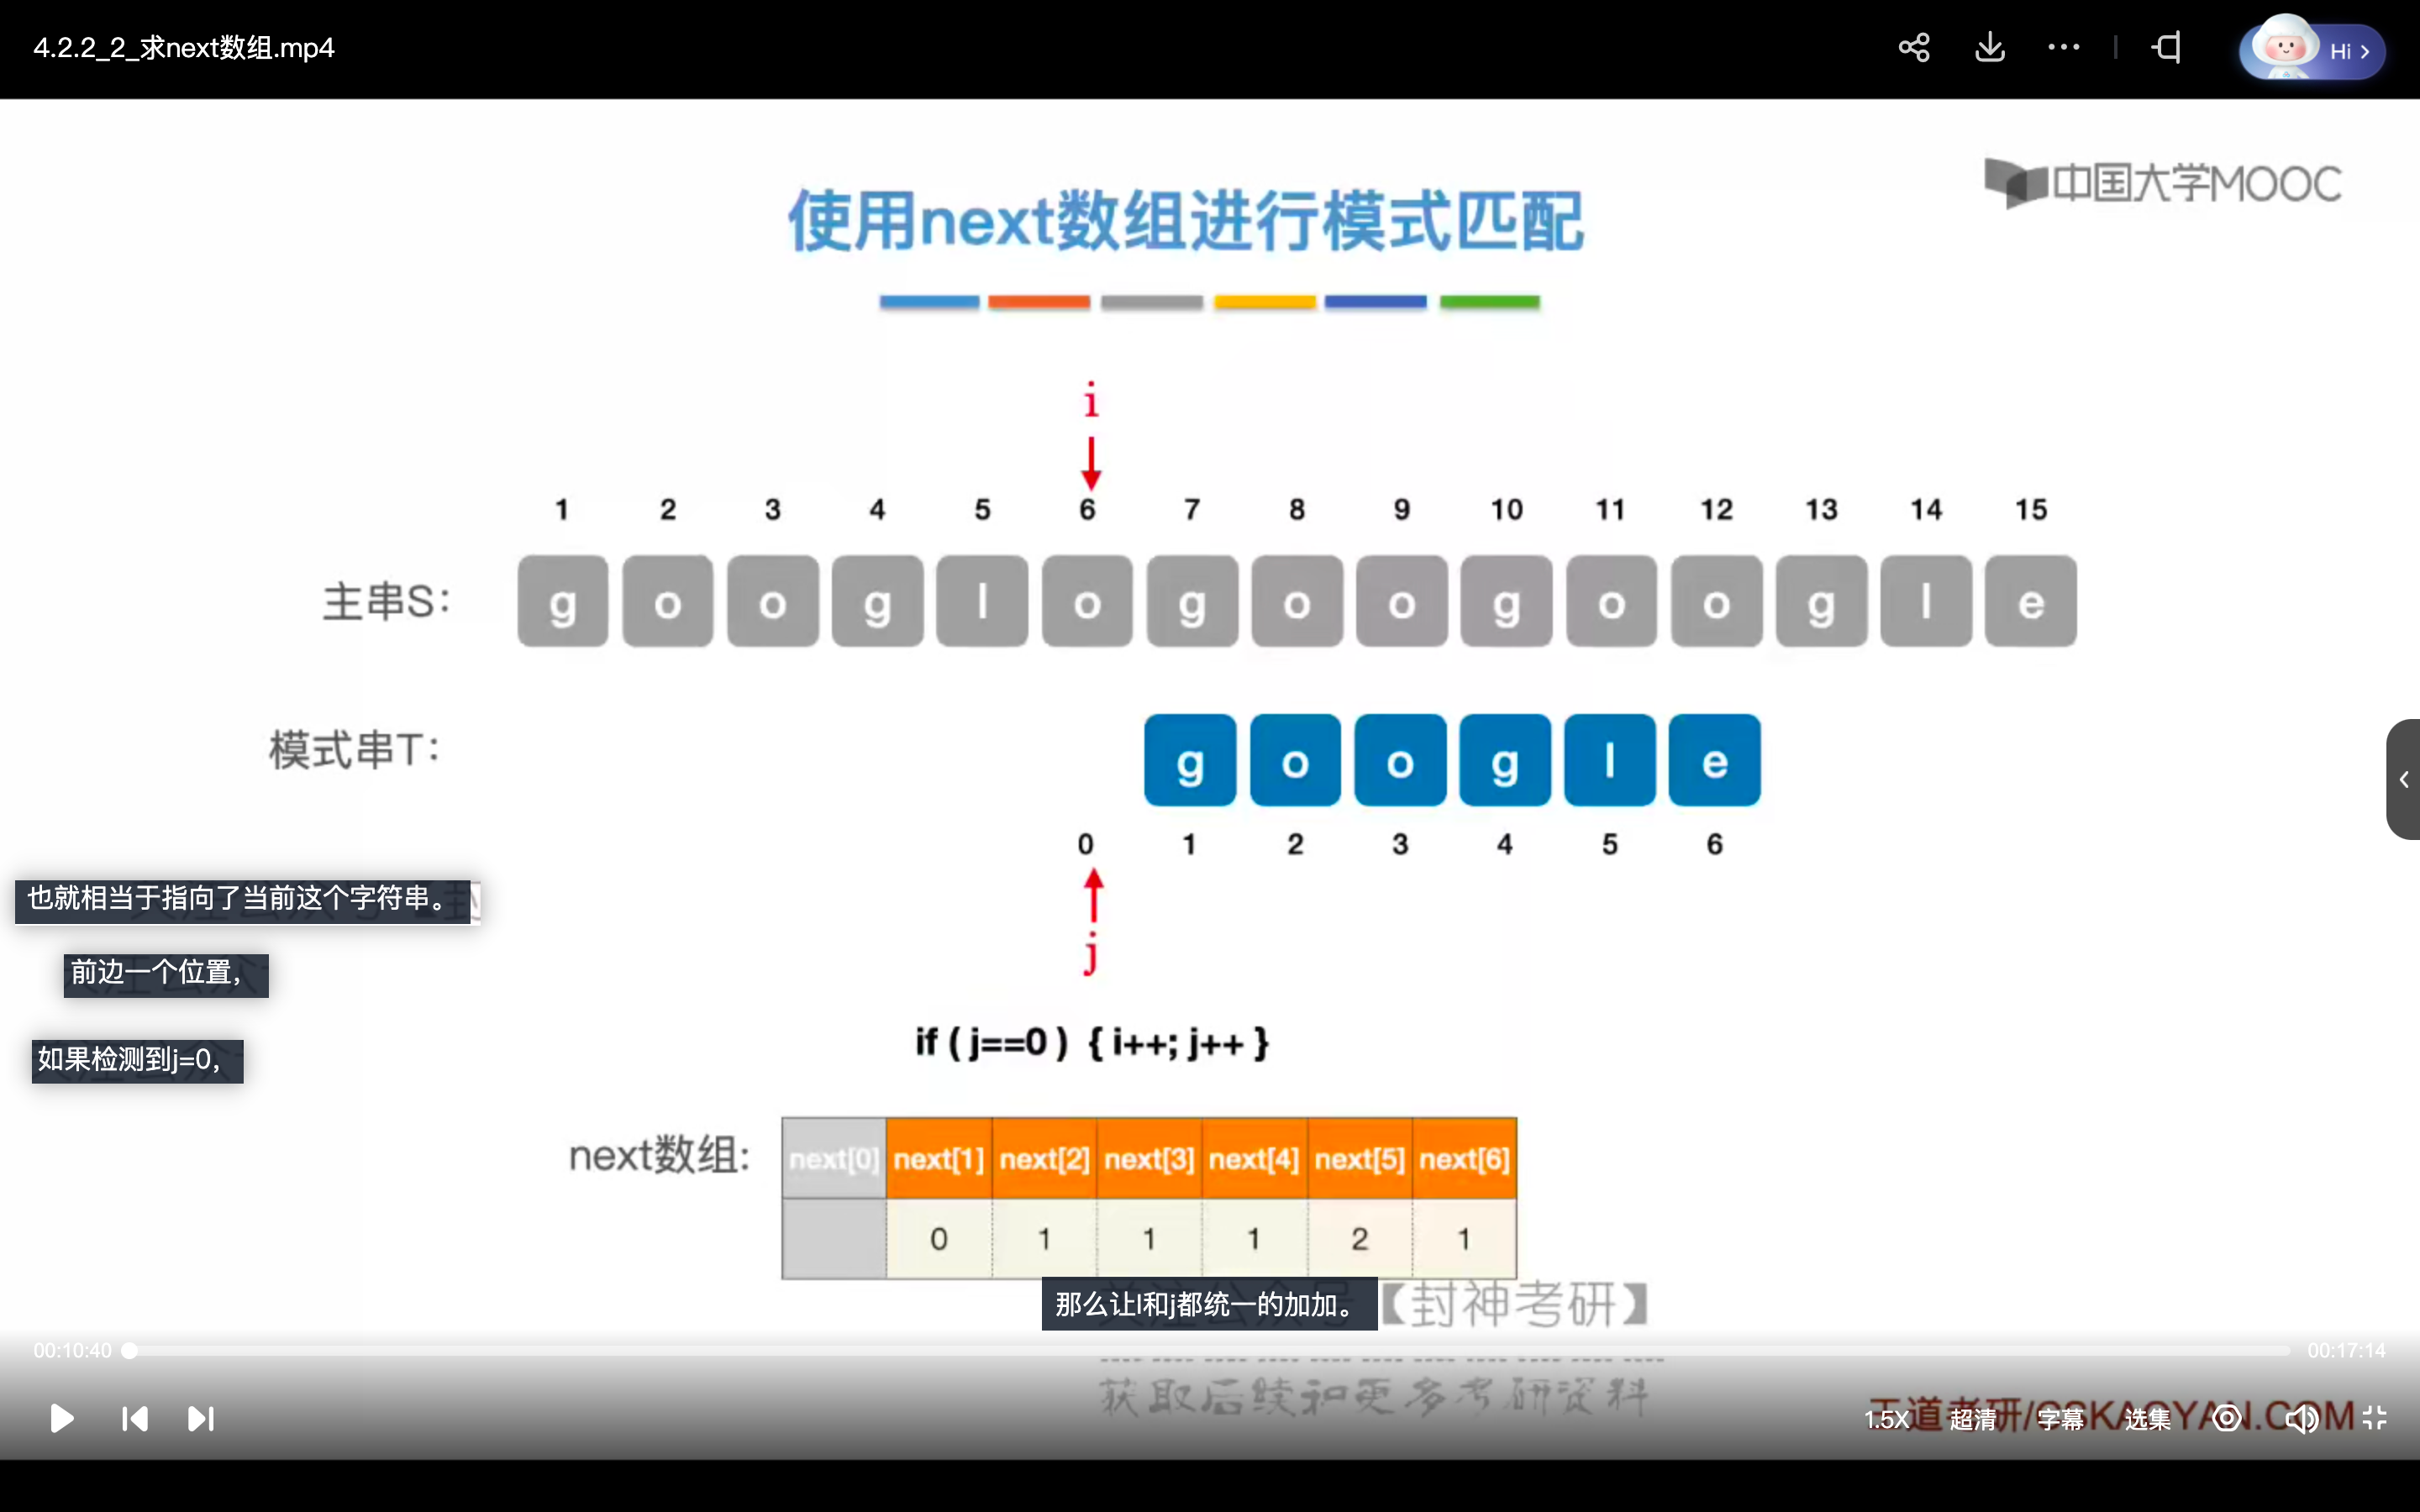 4.2.2_2_求next数组.mp4
Hi
中国大学MOOC
使用next数组进行模式匹配
i
1 2 3 4 5 6 7 8 9 10 11 12 13 14 15
主串S: g o o g l o g o o g o o g l e
模式串T: g o o g l e
0 1 2 3 4 5 6
也就相当于指向了当前这个字符串。
前边一个位置，
j
如果检测到j=0，
if ( j==0 ) { i++; j++ }
next数组: next[0] next[1] next[2] next[3] next[4] next[5] next[6]
0 1 1 1 2 1
那么让I和j都统一的加加。
【封神考研】
00:10:40
00:17:14
获取后续和更多考研资料
王道考研/CSKAOYAN.COM
1.5X 超清 字幕 选集